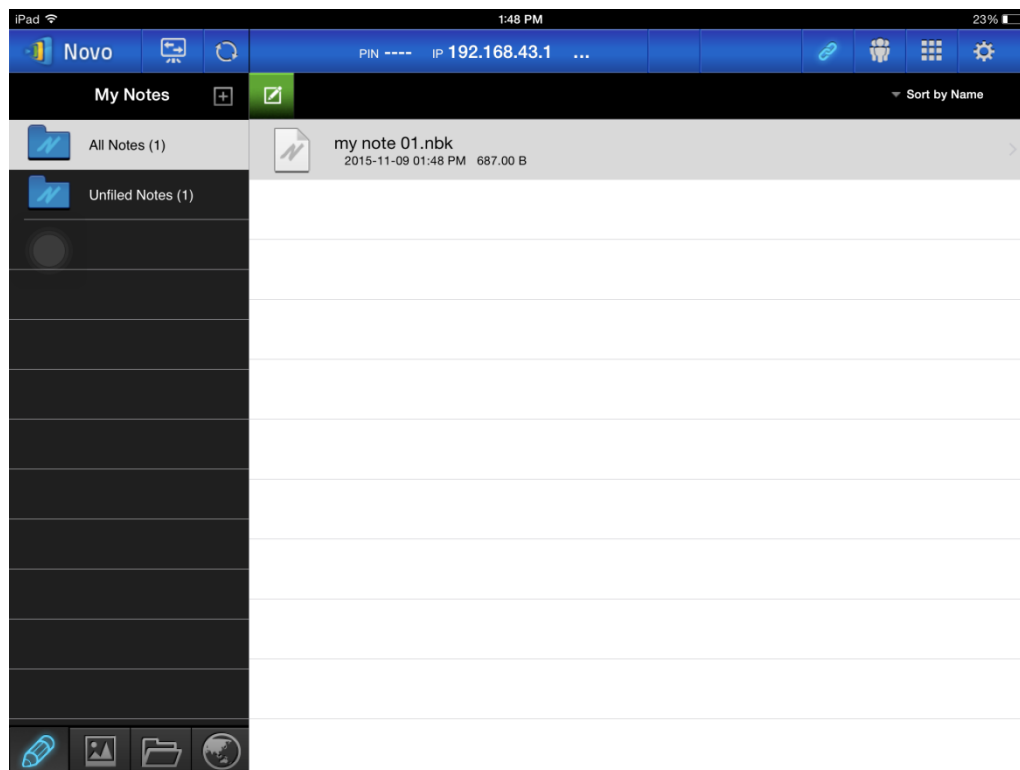 iPad 1:48 PM 23%
Novo PIN ---- IP 192.168.43.1 ...
My Notes Sort by Name
All Notes (1)
my note 01.nbk
2015-11-09 01:48 PM 687.00 B
Unfiled Notes (1)